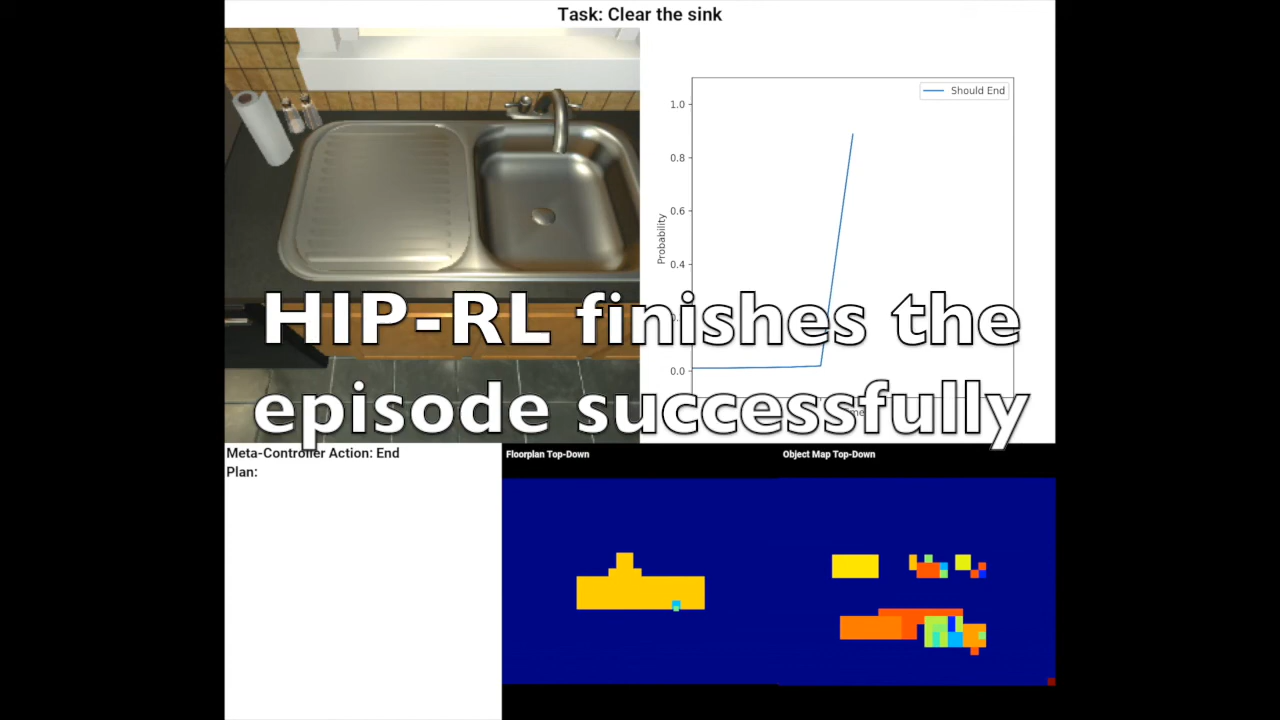 Task: Clear the sink
Should End
1.0
0.8
0.6
0.4
0.0
Probability
HIP-RL finishes the
episode successfully
Meta-Controller Action: End
Plan:
Floorplan Top-Down
Object Map Top-Down